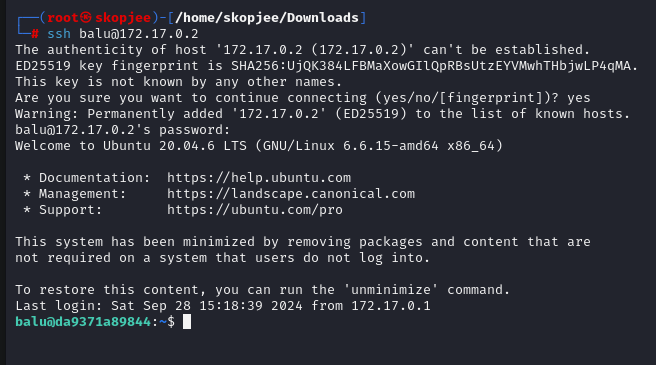 ┌──(root㉿skopjee)-[/home/skopjee/Downloads]
└─# ssh balu@172.17.0.2
The authenticity of host '172.17.0.2 (172.17.0.2)' can't be established.
ED25519 key fingerprint is SHA256:UjQK384LFBMaXowGIlQpRBsUtzEYVMwhTHbjwLP4qMA.
This key is not known by any other names.
Are you sure you want to continue connecting (yes/no/[fingerprint])? yes
Warning: Permanently added '172.17.0.2' (ED25519) to the list of known hosts.
balu@172.17.0.2's password:
Welcome to Ubuntu 20.04.6 LTS (GNU/Linux 6.6.15-amd64 x86_64)

 * Documentation:  https://help.ubuntu.com
 * Management:     https://landscape.canonical.com
 * Support:        https://ubuntu.com/pro

This system has been minimized by removing packages and content that are
not required on a system that users do not log into.

To restore this content, you can run the 'unminimize' command.
Last login: Sat Sep 28 15:18:39 2024 from 172.17.0.1
balu@da9371a89844:~$